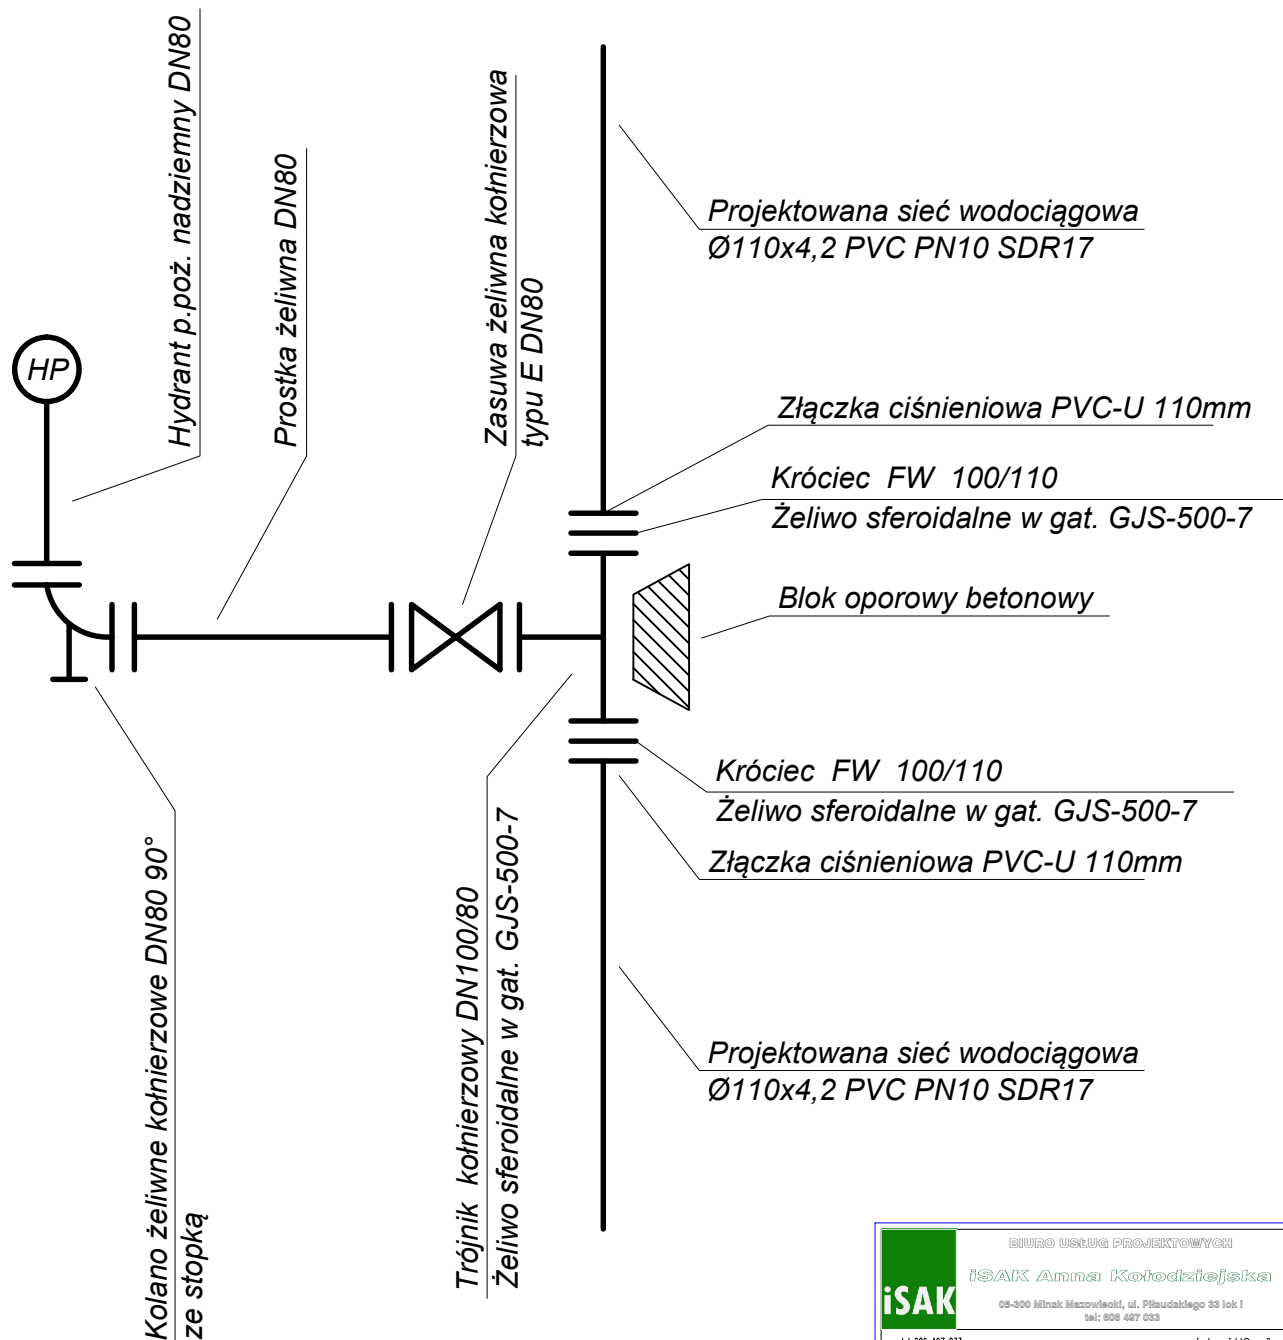 Hydrant p.poż. nadziemny DN80
Prostka żeliwna DN80
Zasuwa żeliwna kołnierzowa
typu E DN80
Projektowana sieć wodociągowa
Ø110x4,2 PVC PN10 SDR17
HP
Złączka ciśnieniowa PVC-U 110mm
Króciec FW 100/110
Żeliwo sferoidalne w gat. GJS-500-7
Blok oporowy betonowy
Króciec FW 100/110
Żeliwo sferoidalne w gat. GJS-500-7
Złączka ciśnieniowa PVC-U 110mm
Kolano żeliwne kołnierzowe DN80 90°
ze stopką
Trójnik kołnierzowy DN100/80
Żeliwo sferoidalne w gat. GJS-500-7
Projektowana sieć wodociągowa
Ø110x4,2 PVC PN10 SDR17
iSAK
BIURO USŁUG PROJEKTOWYCH
iSAK Anna Kołodziejska
05-300 Minsk Mazowiecki, ul. Piłsudskiego 33 lok I
tel: 608 497 033